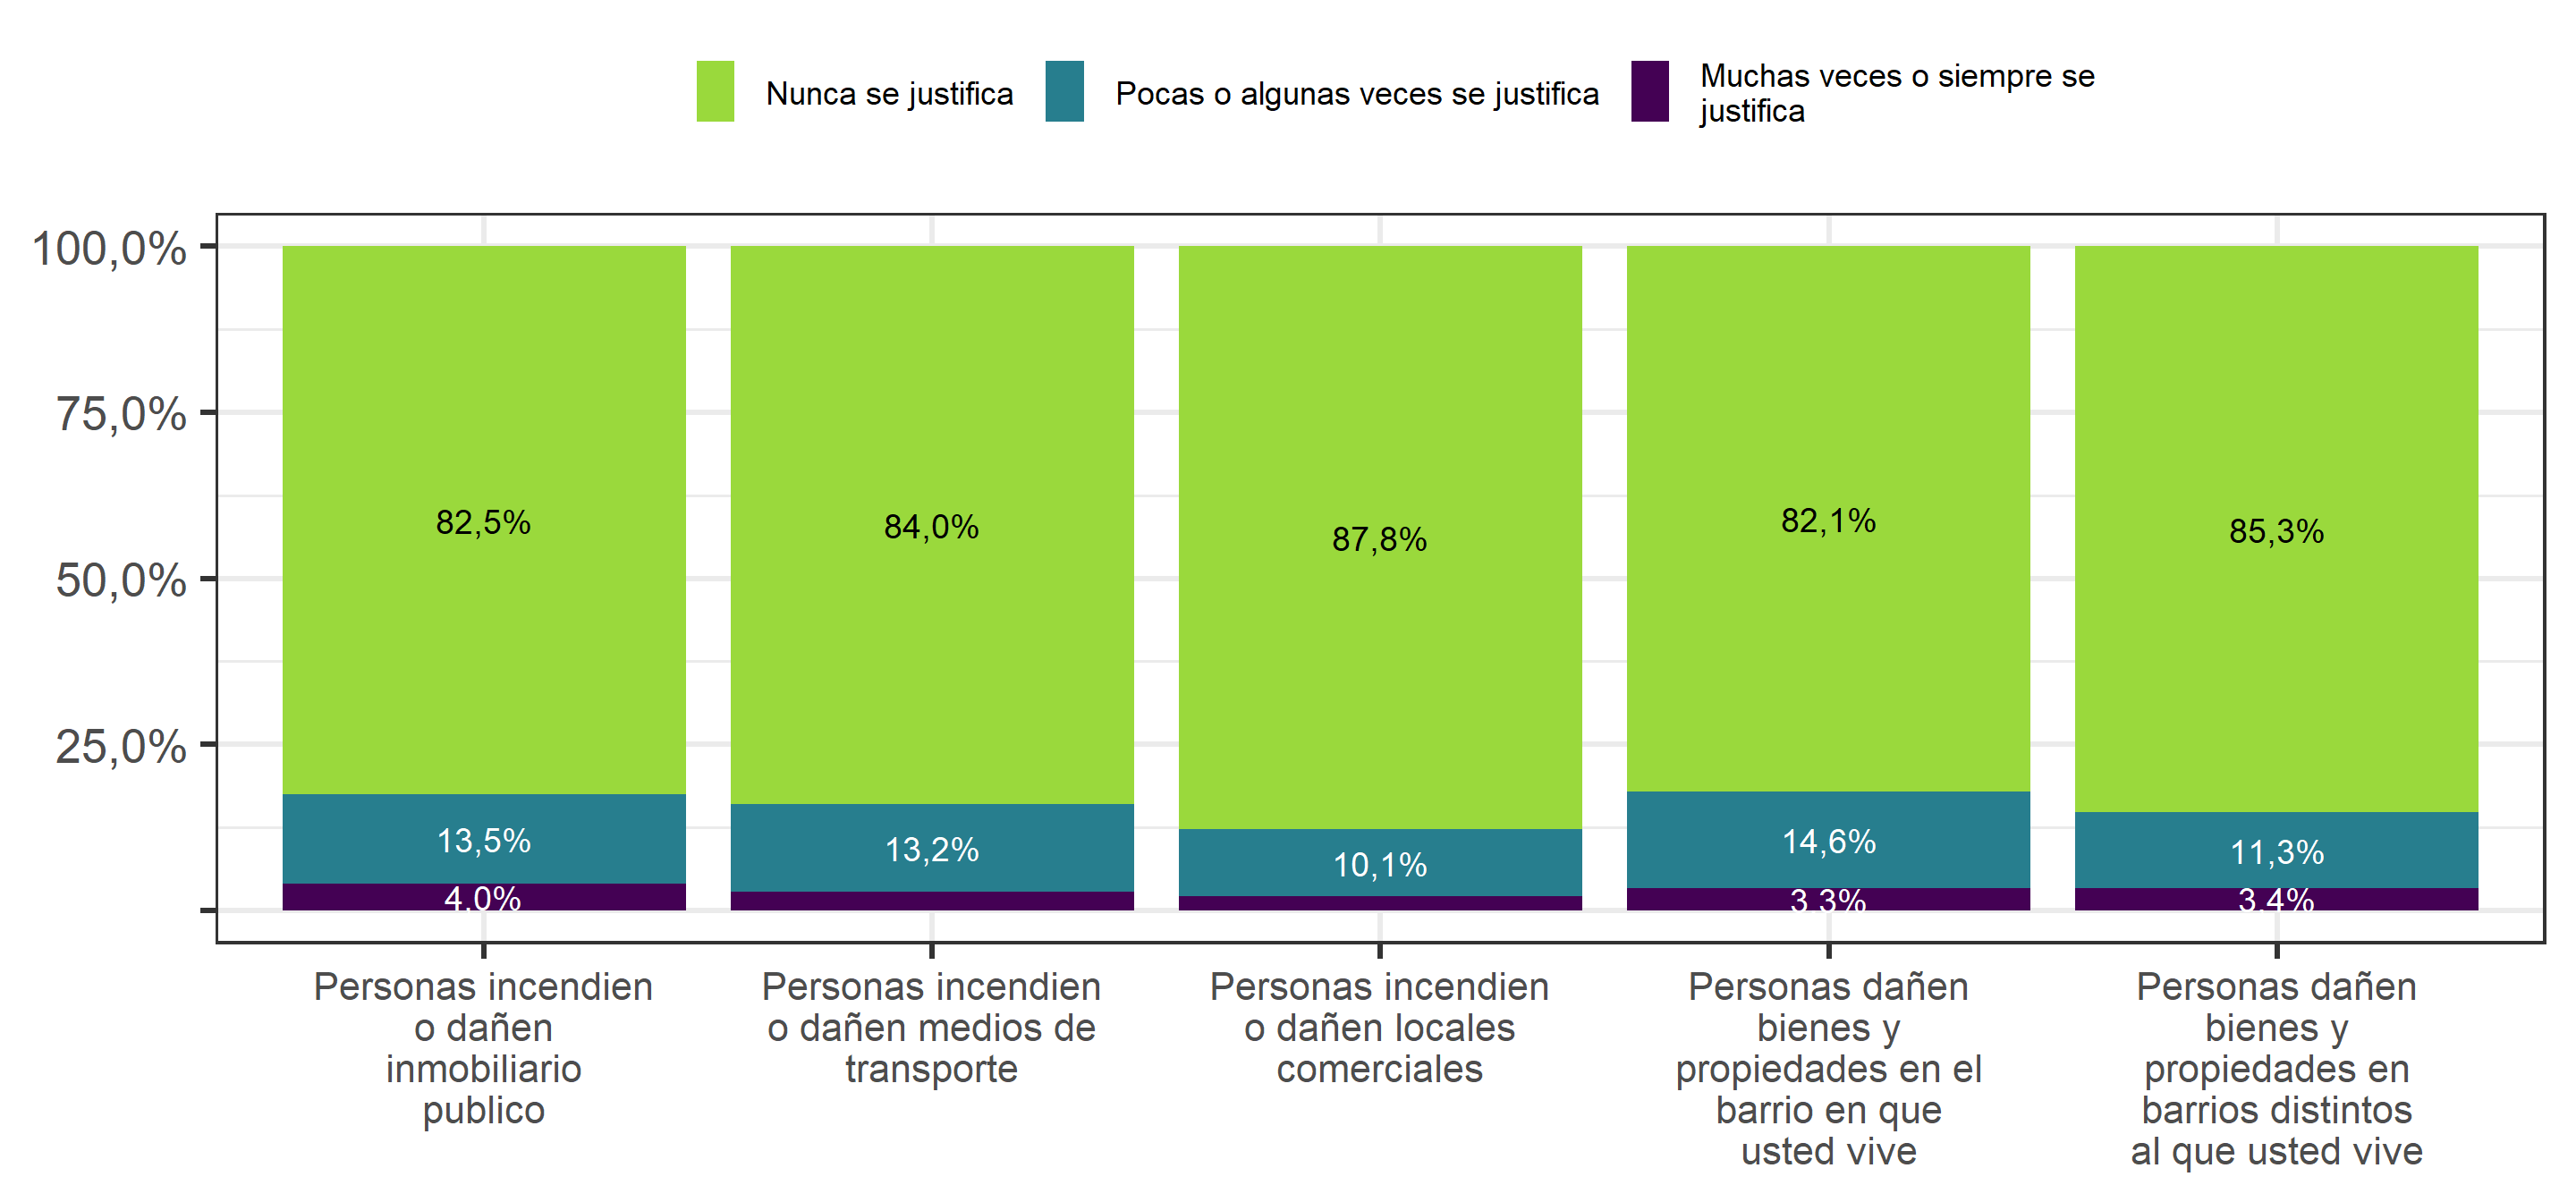 Nunca se justifica
Pocas o algunas veces se justifica
Muchas veces o siempre se
justifica
100,0%
75,0%
50,0%
25,0%
82,5%
84,0%
87,8%
82,1%
85,3%
13,5%
13,2%
10,1%
14,6%
11,3%
4,0%
3,3%
3,4%
Personas incendien
o dañen
inmobiliario
publico
Personas incendien
o dañen medios de
transporte
Personas incendien
o dañen locales
comerciales
Personas dañen
bienes y
propiedades en el
barrio en que
usted vive
Personas dañen
bienes y
propiedades en
barrios distintos
al que usted vive